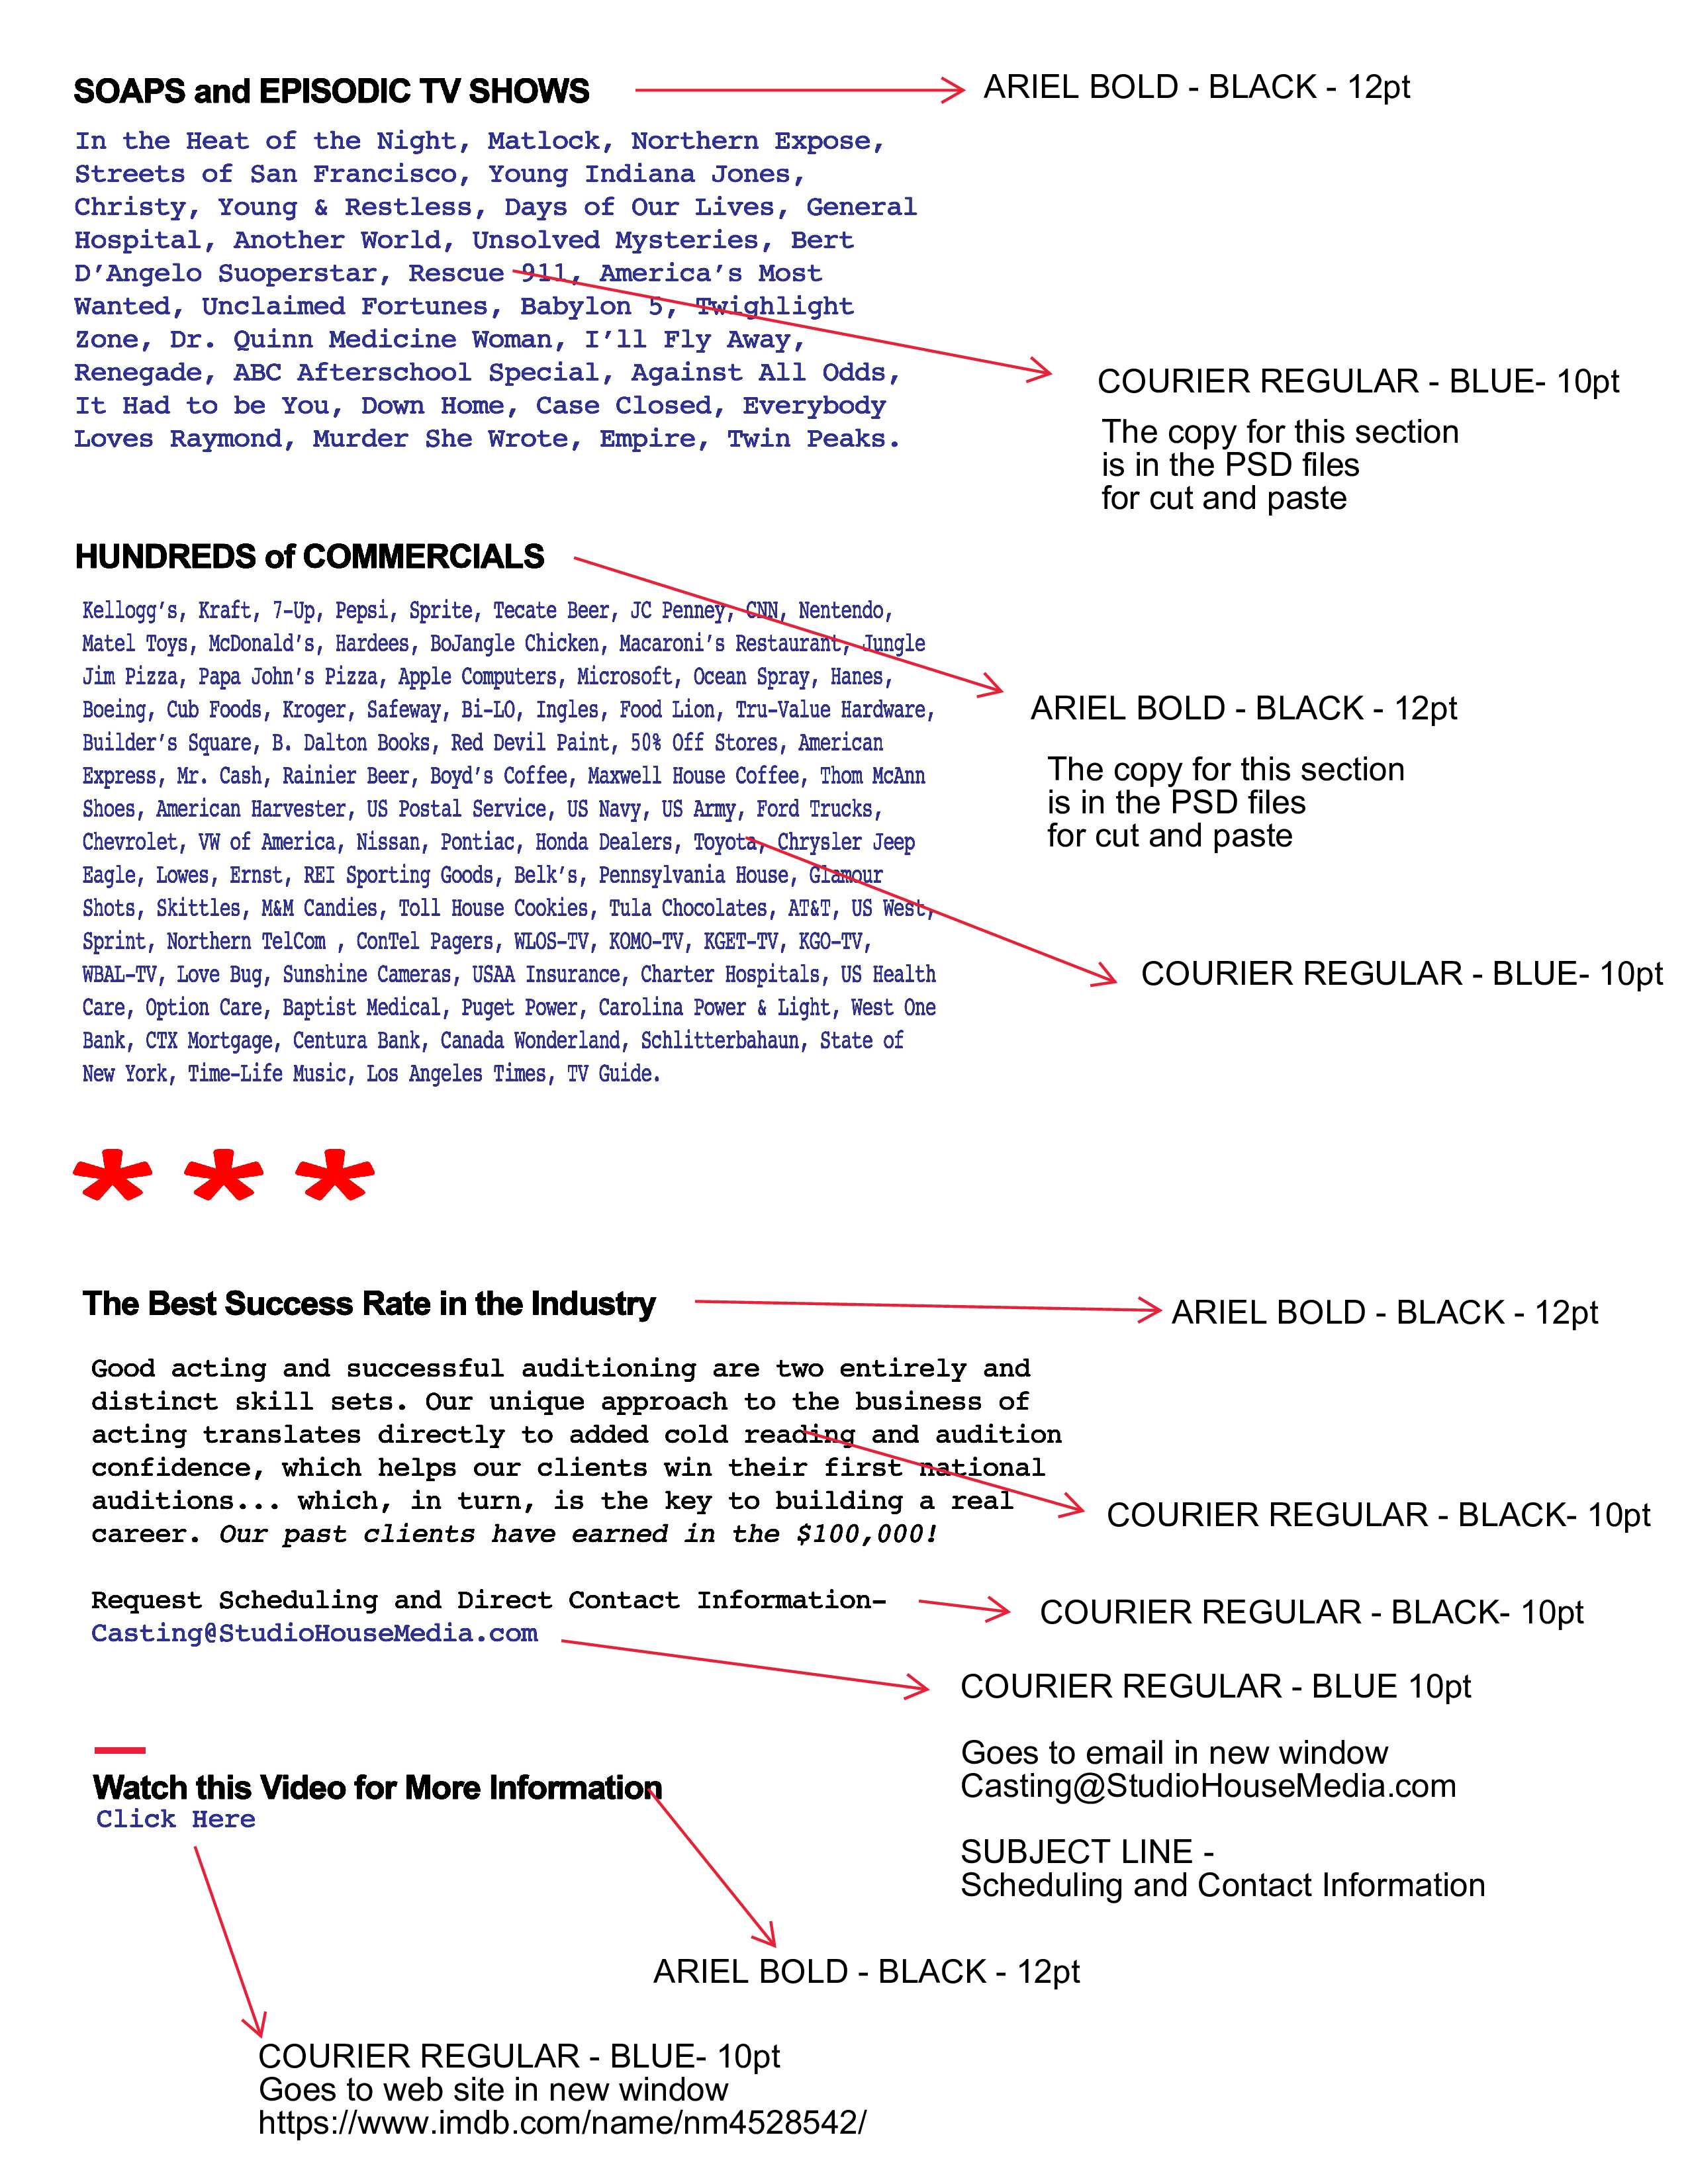 SOAPS and EPISODIC TV SHOWS
ARIEL BOLD - BLACK - 12pt
In the Heat of the Night, Matlock, Northern Expose,
Streets of San Francisco, Young Indiana Jones,
Christy, Young & Restless, Days of Our Lives, General
Hospital, Another World, Unsolved Mysteries, Bert
D’Angelo Suoperstar, Rescue 911, America’s Most
Wanted, Unclaimed Fortunes, Babylon 5, Twighlight
Zone, Dr. Quinn Medicine Woman, I’ll Fly Away,
Renegade, ABC Afterschool Special, Against All Odds,
It Had to be You, Down Home, Case Closed, Everybody
Loves Raymond, Murder She Wrote, Empire, Twin Peaks.
COURIER REGULAR - BLUE- 10pt
The copy for this section
is in the PSD files
for cut and paste
HUNDREDS of COMMERCIALS
Kellogg’s, Kraft, 7-Up, Pepsi, Sprite, Tecate Beer, JC Penney, CNN, Nentendo,
Matel Toys, McDonald’s, Hardees, BoJangle Chicken, Macaroni’s Restaurant, Jungle
Jim Pizza, Papa John’s Pizza, Apple Computers, Microsoft, Ocean Spray, Hanes,
Boeing, Cub Foods, Kroger, Safeway, Bi-LO, Ingles, Food Lion, Tru-Value Hardware,
Builder’s Square, B. Dalton Books, Red Devil Paint, 50% Off Stores, American
Express, Mr. Cash, Rainier Beer, Boyd’s Coffee, Maxwell House Coffee, Thom McAnn
Shoes, American Harvester, US Postal Service, US Navy, US Army, Ford Trucks,
Chevrolet, VW of America, Nissan, Pontiac, Honda Dealers, Toyota, Chrysler Jeep
Eagle, Lowes, Ernst, REI Sporting Goods, Belk’s, Pennsylvania House, Glamour
Shots, Skittles, M&M Candies, Toll House Cookies, Tula Chocolates, AT&T, US West,
Sprint, Northern TelCom , ConTel Pagers, WLOS-TV, KOMO-TV, KGET-TV, KGO-TV,
WBAL-TV, Love Bug, Sunshine Cameras, USAA Insurance, Charter Hospitals, US Health
Care, Option Care, Baptist Medical, Puget Power, Carolina Power & Light, West One
Bank, CTX Mortgage, Centura Bank, Canada Wonderland, Schlitterbahaun, State of
New York, Time-Life Music, Los Angeles Times, TV Guide.
ARIEL BOLD - BLACK - 12pt
The copy for this section
is in the PSD files
for cut and paste
COURIER REGULAR - BLUE- 10pt
* * *
The Best Success Rate in the Industry
ARIEL BOLD - BLACK - 12pt
Good acting and successful auditioning are two entirely and
distinct skill sets. Our unique approach to the business of
acting translates directly to added cold reading and audition
confidence, which helps our clients win their first national
auditions... which, in turn, is the key to building a real
career. Our past clients have earned in the $100,000!
COURIER REGULAR - BLACK- 10pt
Request Scheduling and Direct Contact Information-
COURIER REGULAR - BLACK- 10pt
Casting@StudioHouseMedia.com
COURIER REGULAR - BLUE 10pt
Goes to email in new window
Casting@StudioHouseMedia.com
SUBJECT LINE -
Scheduling and Contact Information
Watch this Video for More Information
Click Here
ARIEL BOLD - BLACK - 12pt
COURIER REGULAR - BLUE- 10pt
Goes to web site in new window
https://www.imdb.com/name/nm4528542/